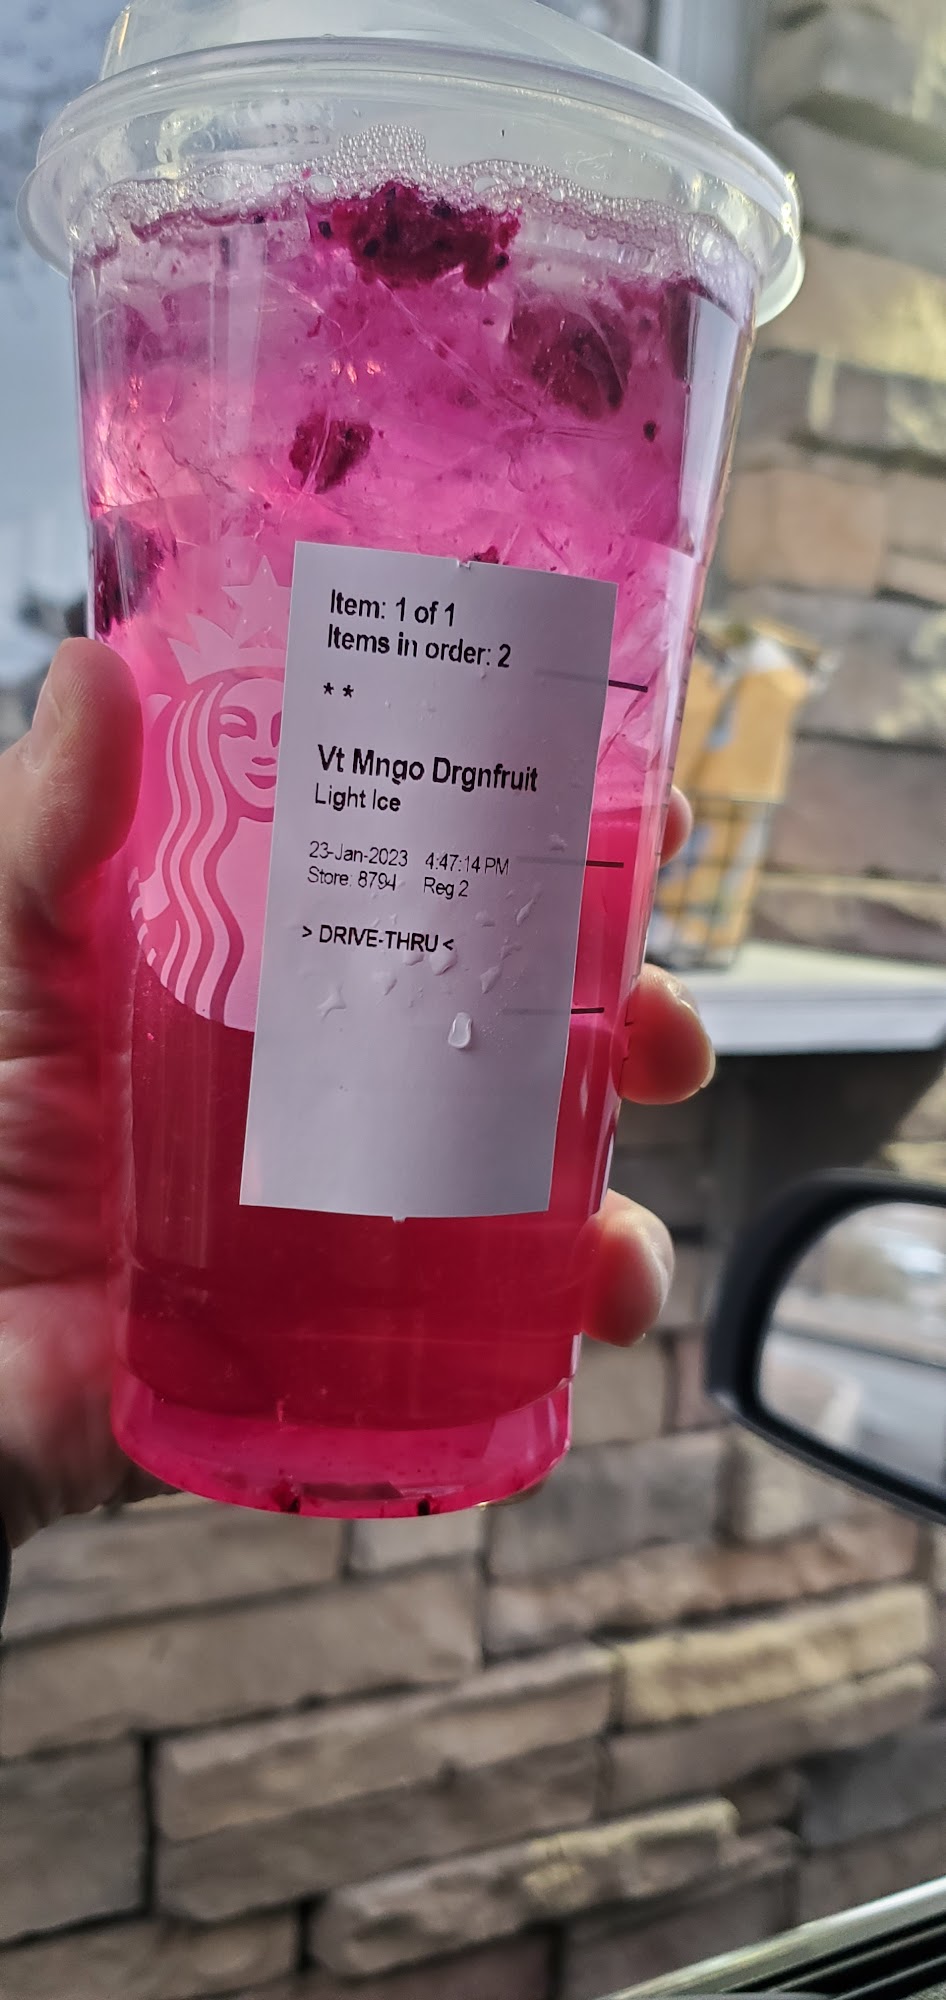 Item: 1 of 1
Items in order: 2
* *
Vt Mngo Drgnfruit
Light Ice
23-Jan-2023 4:47:14 PM
Store: 8794 Reg 2
> DRIVE-THRU <